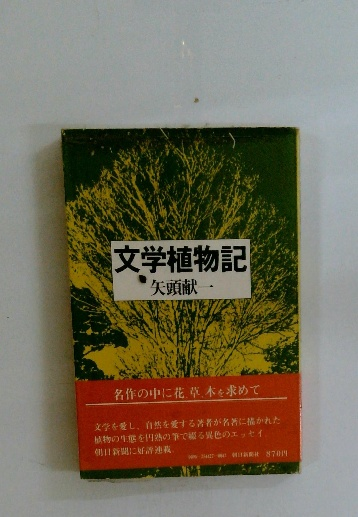 文学植物記
矢頭献一
名作の中に花、草、木を求めて
文学を愛し、自然を愛する著者が名著に描かれた
植物の生態を円熟の筆で綴る異色のエッセイ。
朝日新聞に好評連載。
朝日新聞社 870円